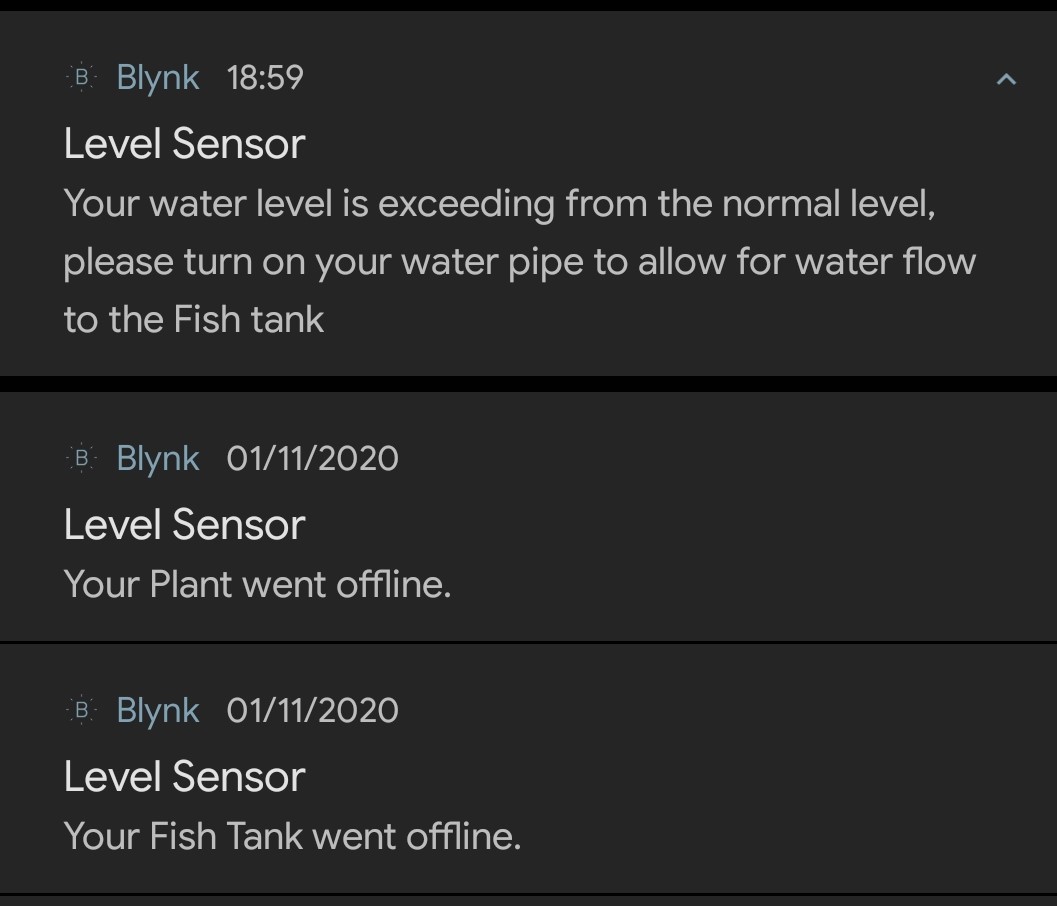 B Blynk 18:59
Level Sensor
Your water level is exceeding from the normal level,
please turn on your water pipe to allow for water flow
to the Fish tank
B Blynk 01/11/2020
Level Sensor
Your Plant went offline.
B Blynk 01/11/2020
Level Sensor
Your Fish Tank went offline.